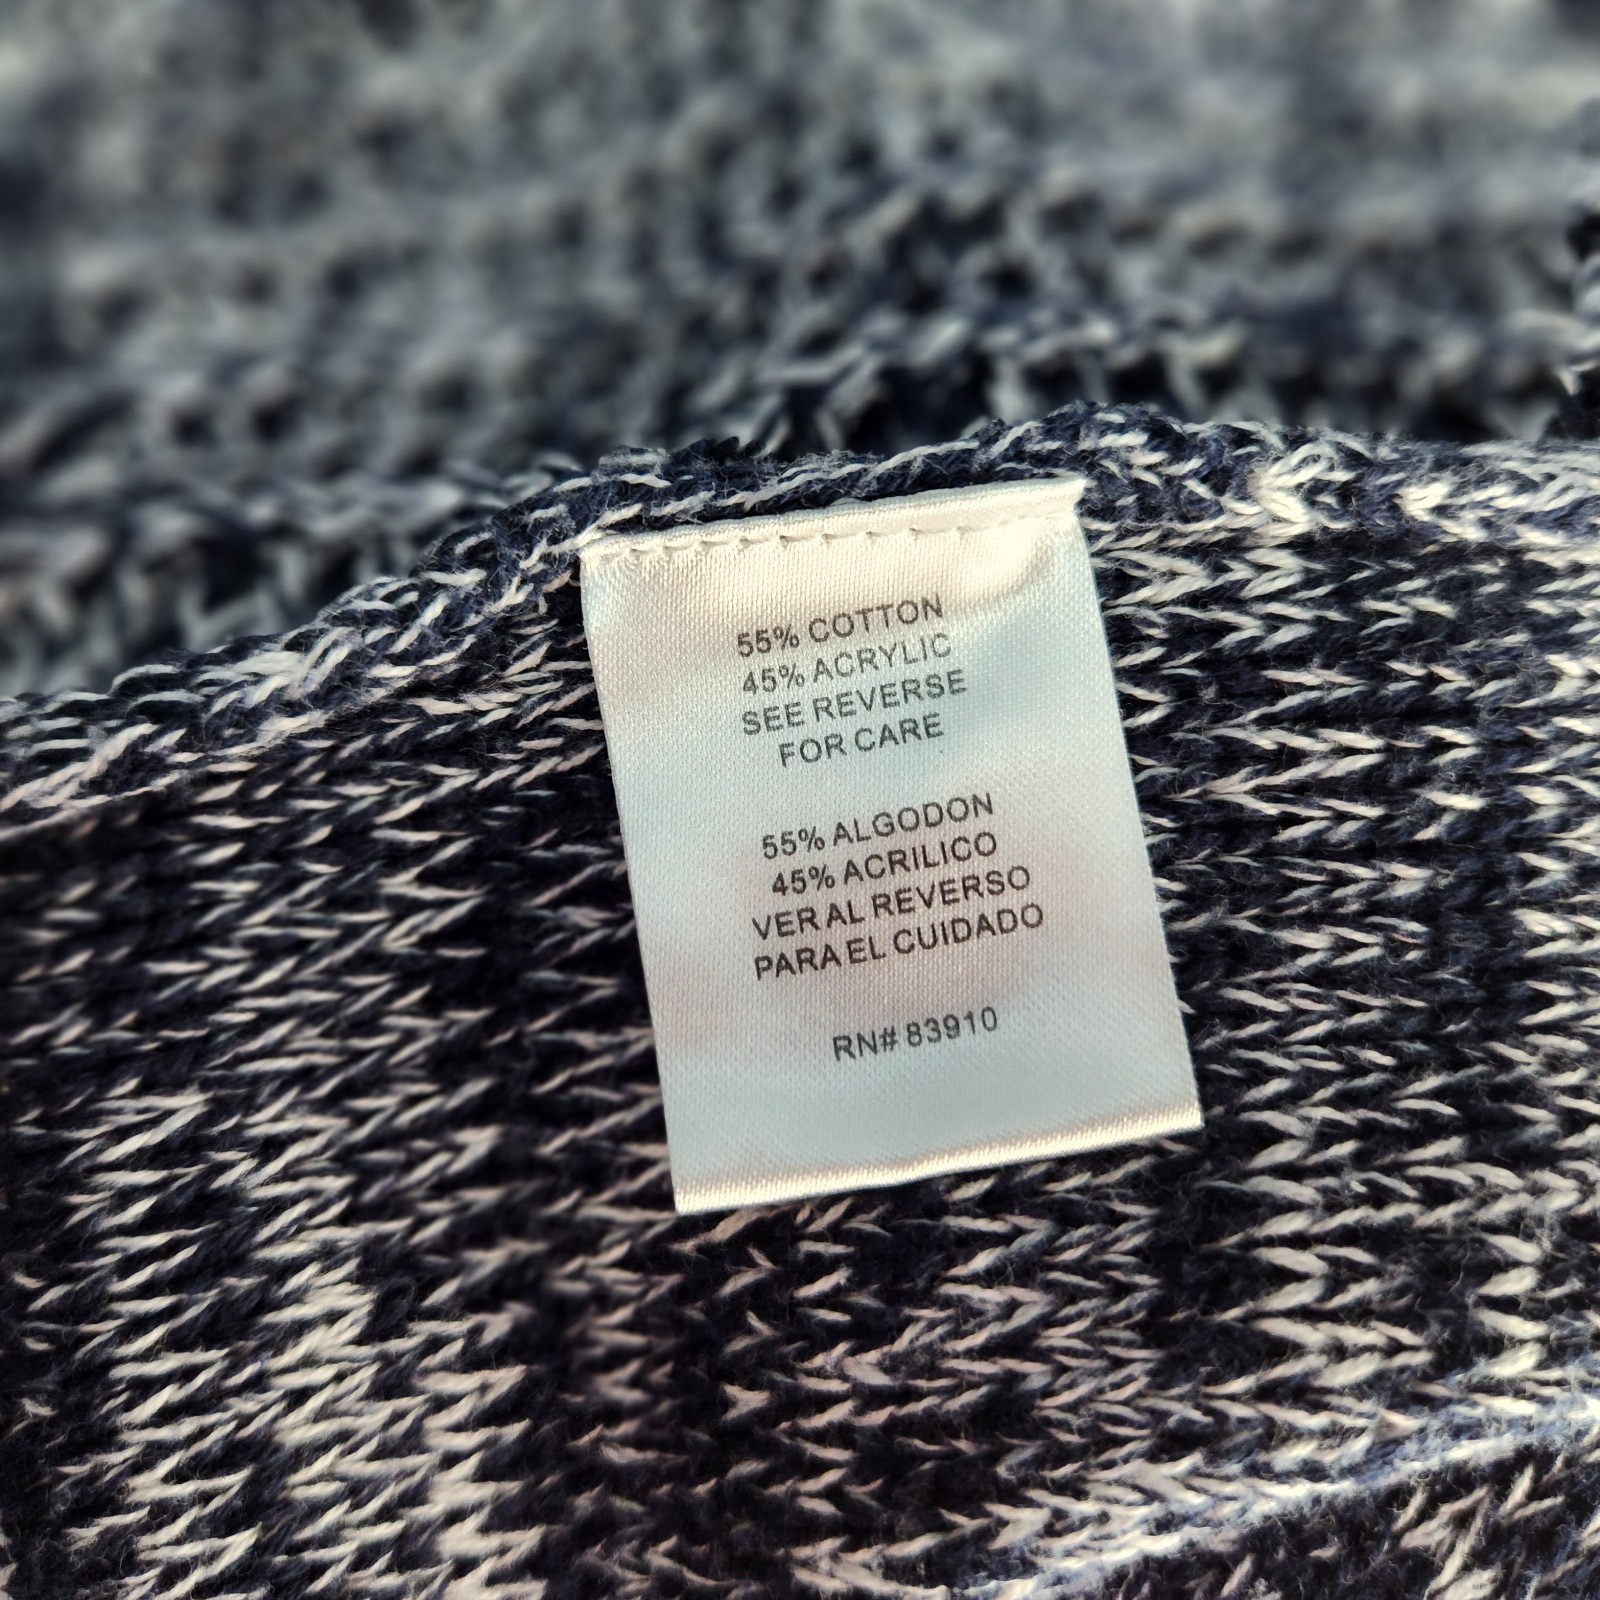 55% COTTON
45% ACRYLIC
SEE REVERSE
FOR CARE
55% ALGODON
45% ACRILICO
VER AL REVERSO
PARA EL CUIDADO
RN# 83910